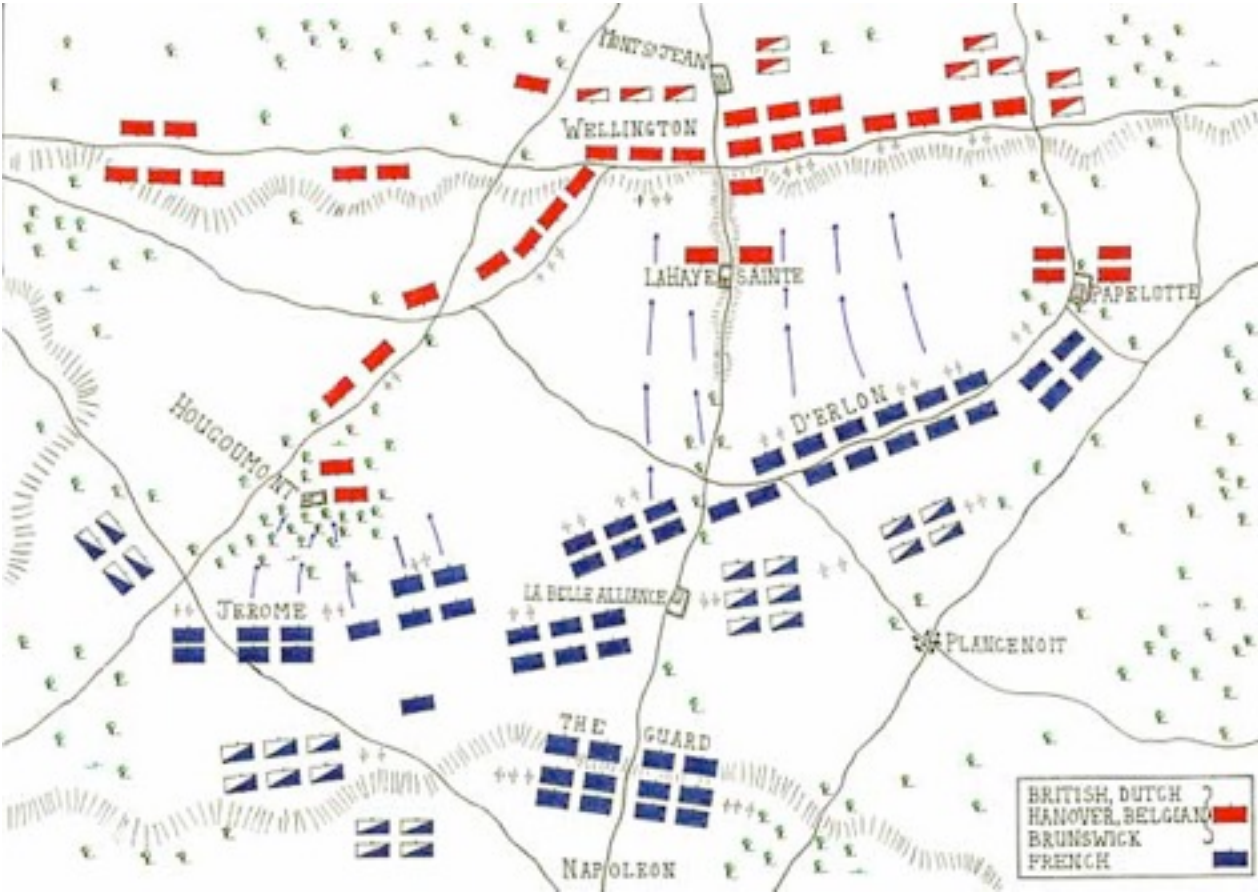 MONT ST JEAN
WELLINGTON
LA HAYE SAINTE
PAPELOTTE
D'ERLON
HOUGOUMONT
JEROME
LA BELLE ALLIANCE
PLANCENOIT
THE GUARD
NAPOLEON
BRITISH, DUTCH
HANOVER, BELGIAN
BRUNSWICK
FRENCH